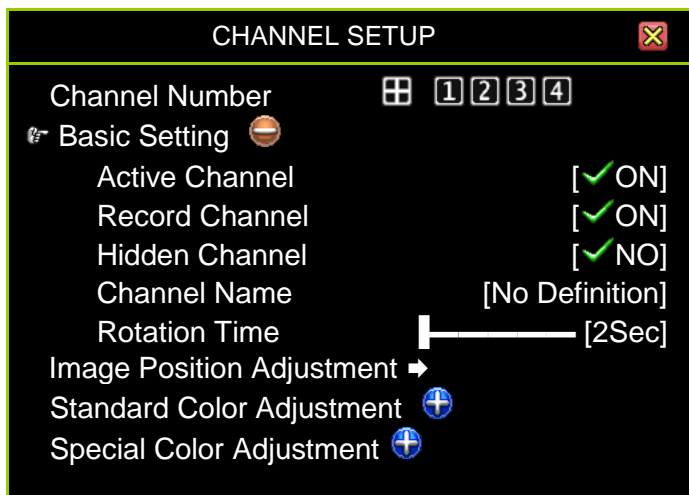 CHANNEL SETUP
Channel Number 1 2 3 4
Basic Setting
Active Channel [✓ON]
Record Channel [✓ON]
Hidden Channel [✓NO]
Channel Name [No Definition]
Rotation Time [2Sec]
Image Position Adjustment
Standard Color Adjustment
Special Color Adjustment